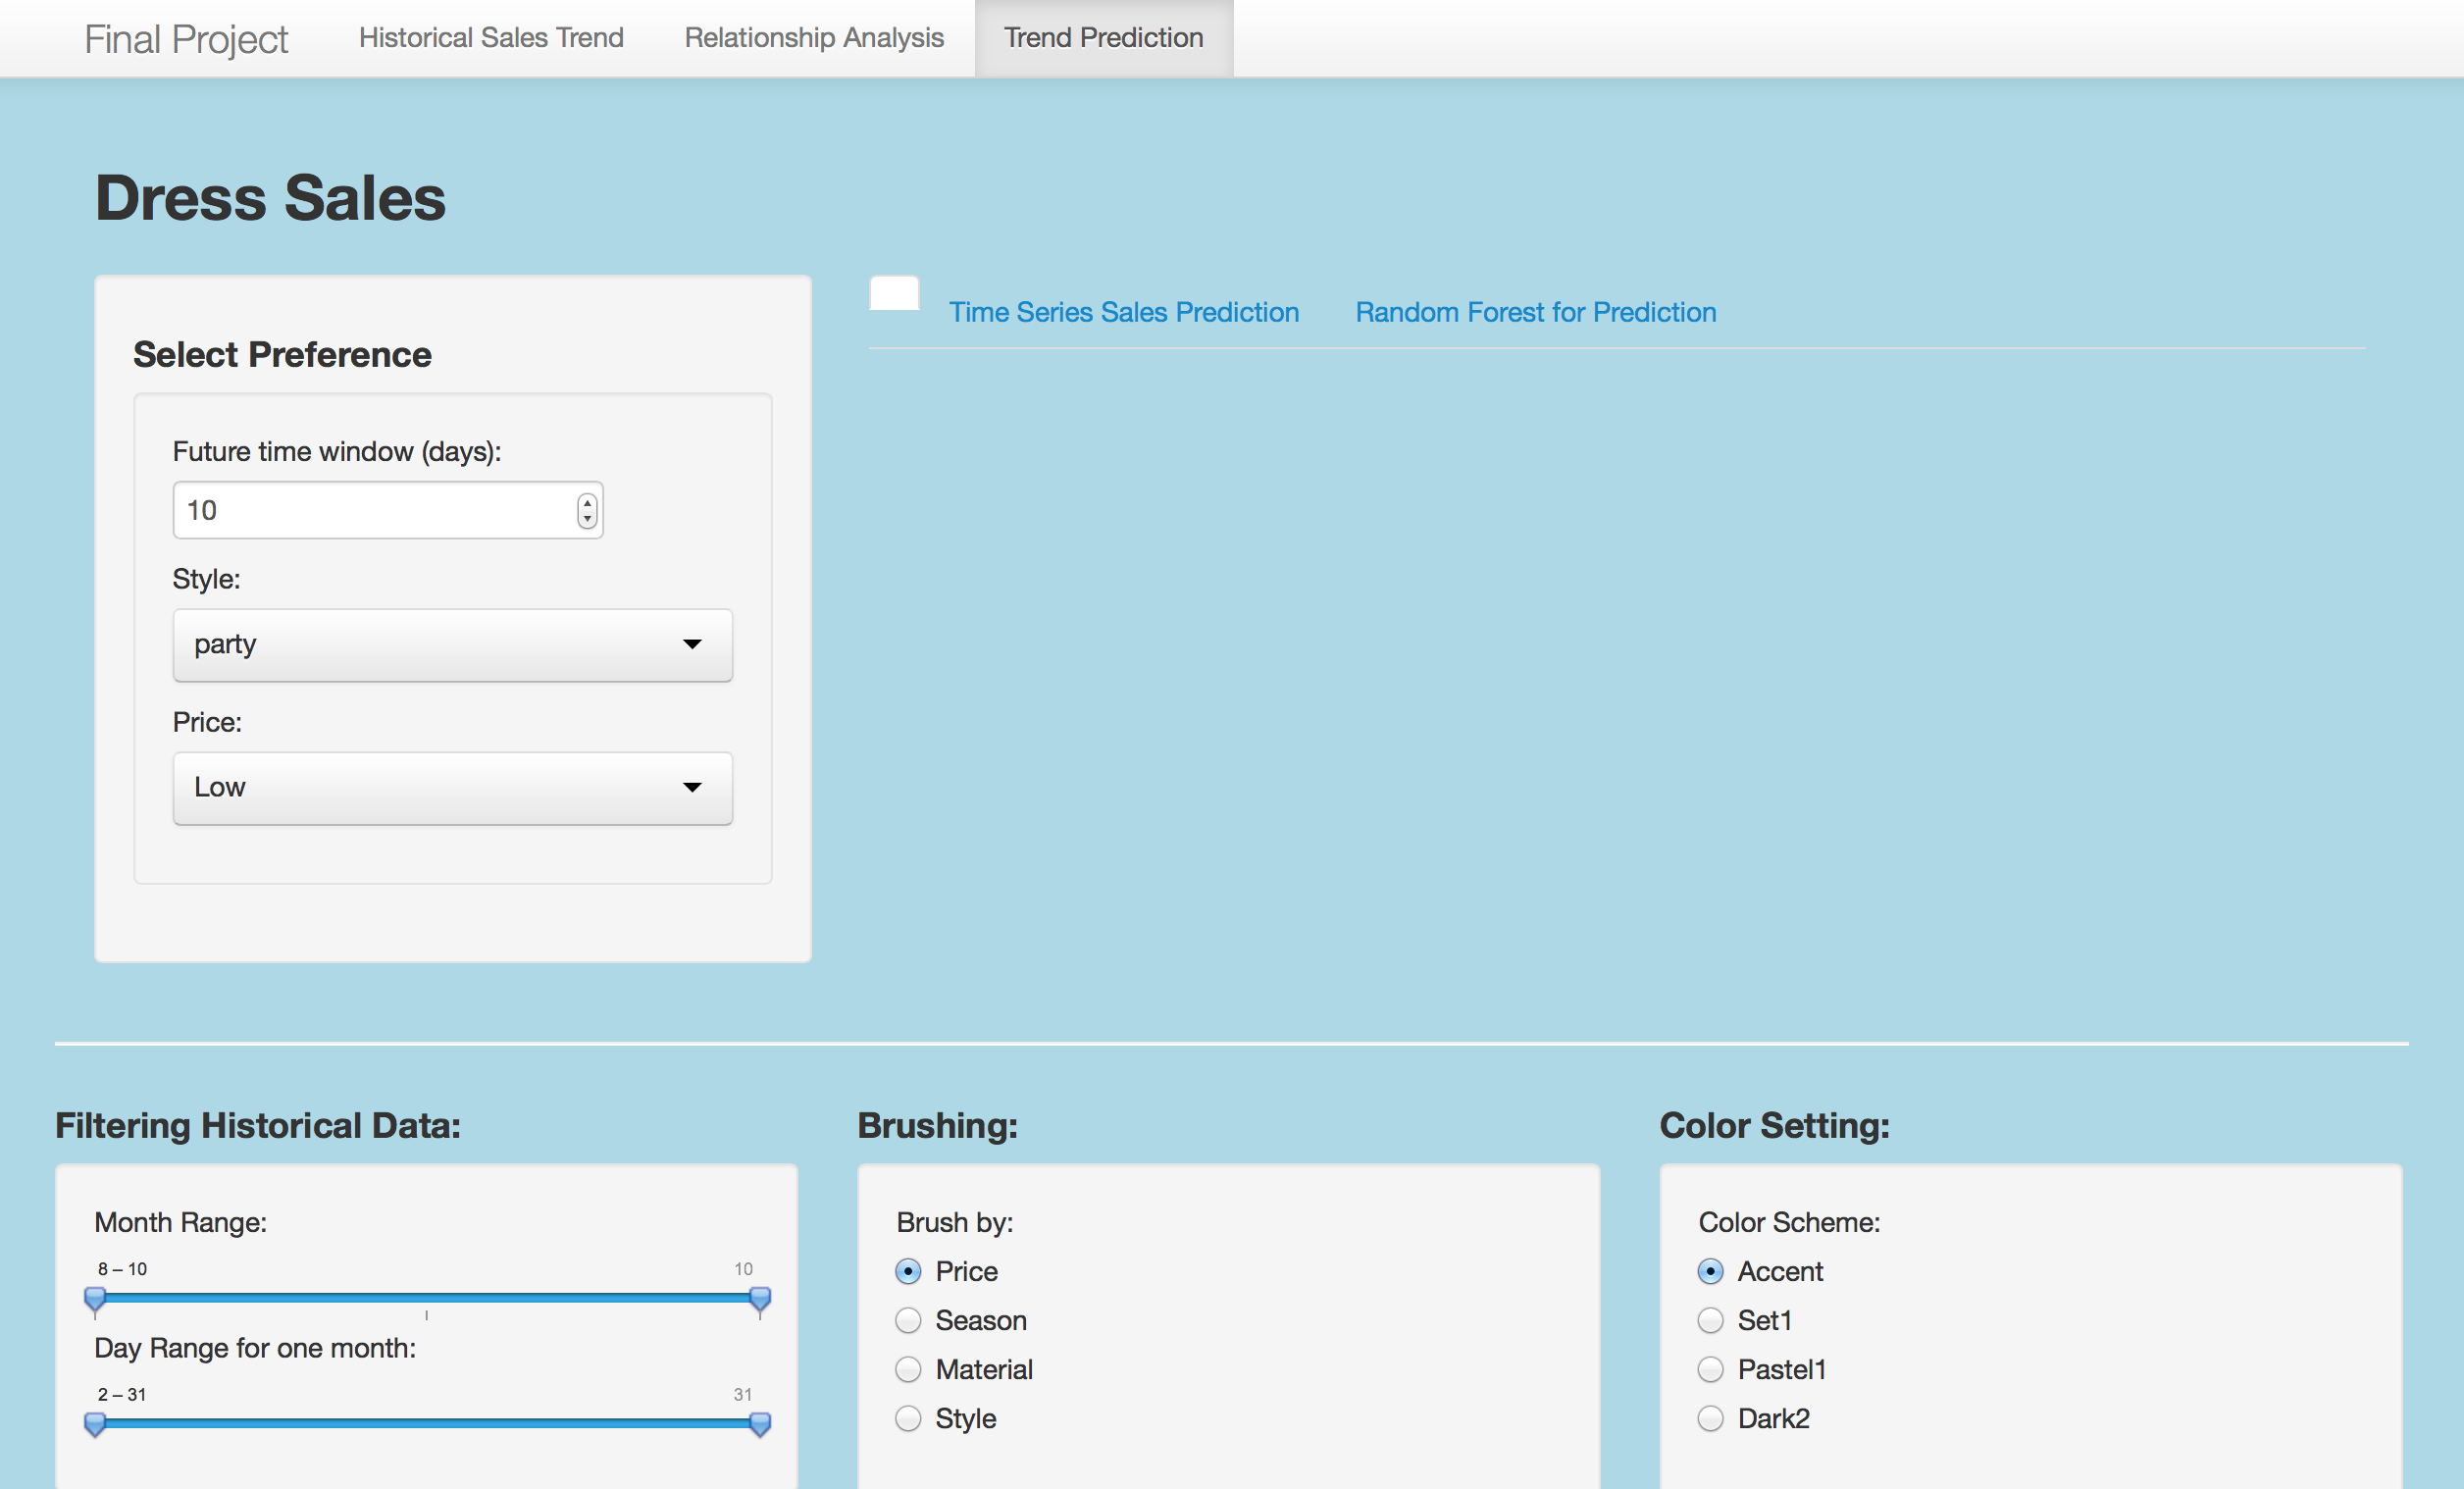 Final Project
Historical Sales Trend
Relationship Analysis
Trend Prediction
Dress Sales
Select Preference
Future time window (days):
10
Style:
party
Price:
Low
Time Series Sales Prediction
Random Forest for Prediction
Filtering Historical Data:
Month Range:
8 – 10
10
Day Range for one month:
2 – 31
31
Brushing:
Brush by:
Price
Season
Material
Style
Color Setting:
Color Scheme:
Accent
Set1
Pastel1
Dark2